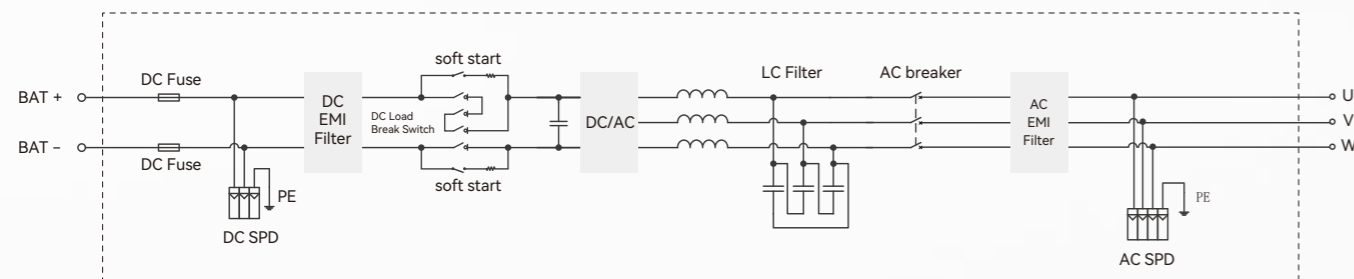 soft start
DC Fuse
LC Filter
AC breaker
BAT +
DC
EMI
Filter
DC Load
Break Switch
DC/AC
AC
EMI
Filter
U
V
W
BAT –
DC Fuse
soft start
PE
DC SPD
PE
AC SPD